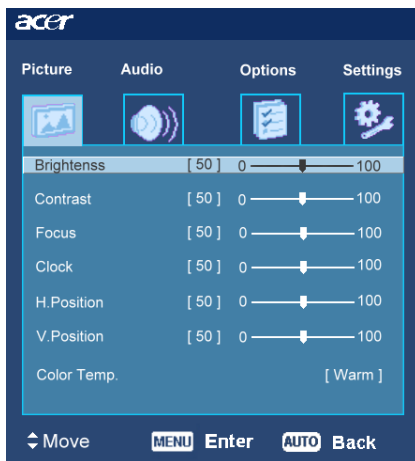 acer
Picture Audio Options Settings
Brightenss [ 50 ] 0 100
Contrast [ 50 ] 0 100
Focus [ 50 ] 0 100
Clock [ 50 ] 0 100
H.Position [ 50 ] 0 100
V.Position [ 50 ] 0 100
Color Temp. [ Warm ]
Move MENU Enter AUTO Back